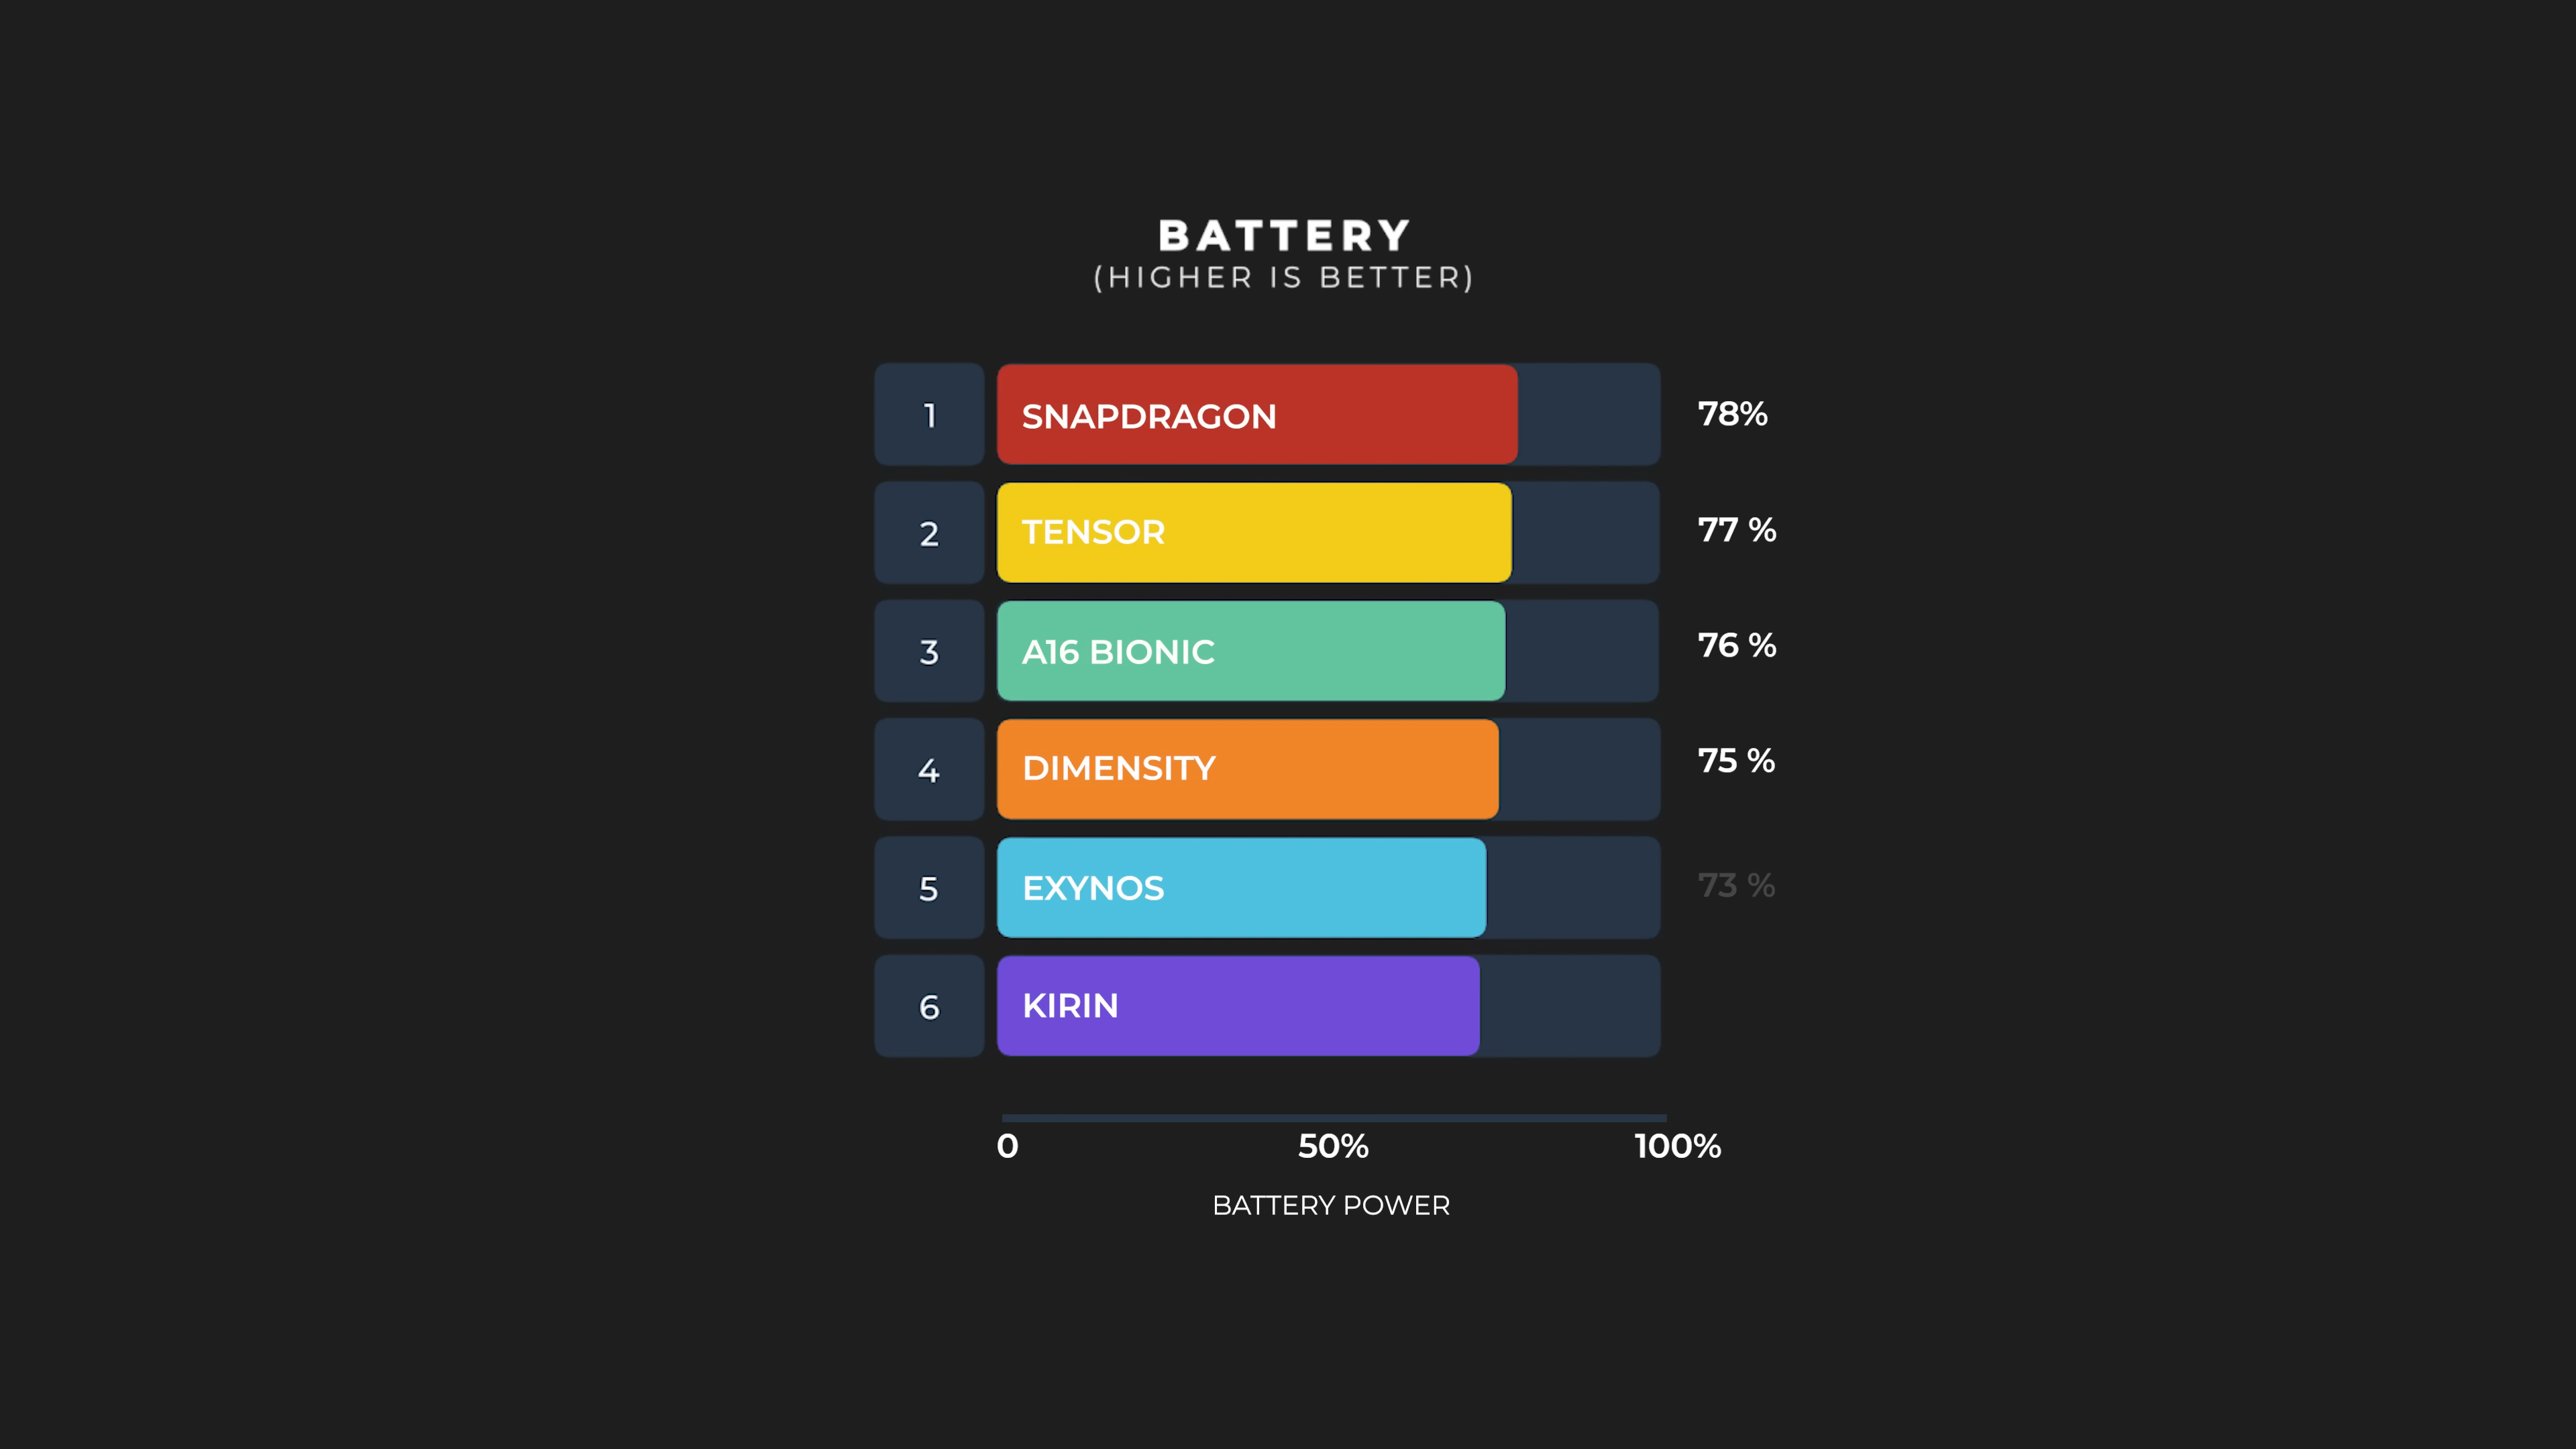 BATTERY
(HIGHER IS BETTER)
1 SNAPDRAGON 78%
2 TENSOR 77 %
3 A16 BIONIC 76 %
4 DIMENSITY 75 %
5 EXYNOS 73 %
6 KIRIN
0 50% 100%
BATTERY POWER